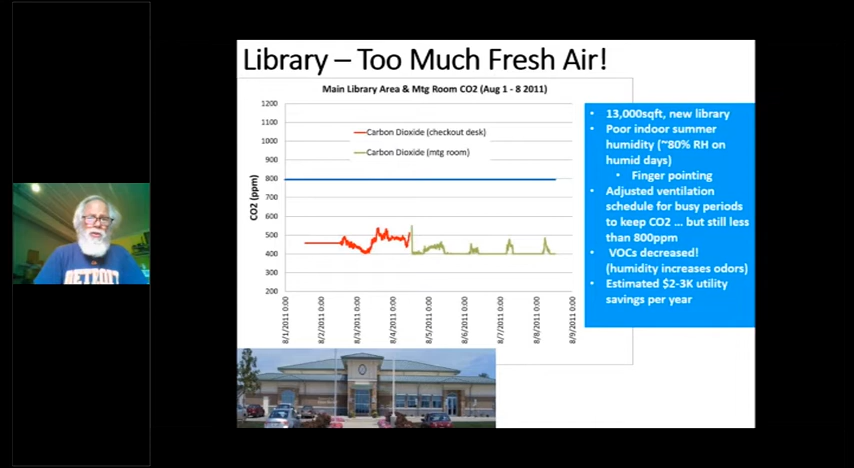 Library – Too Much Fresh Air!
Main Library Area & Mtg Room CO2 (Aug 1 - 8 2011)
1200
1100
1000
900
800
700
600
500
400
300
200
CO2 (ppm)
Carbon Dioxide (checkout desk)
Carbon Dioxide (mtg room)
8/1/2011 0:00
8/2/2011 0:00
8/3/2011 0:00
8/4/2011 0:00
8/5/2011 0:00
8/6/2011 0:00
8/7/2011 0:00
8/8/2011 0:00
8/9/2011 0:00
• 13,000sqft, new library
• Poor indoor summer
humidity (~80% RH on
humid days)
• Finger pointing
• Adjusted ventilation
schedule for busy periods
to keep CO2 ... but still less
than 800ppm
• VOCs decreased!
(humidity increases odors)
• Estimated $2-3K utility
savings per year
DETROIT